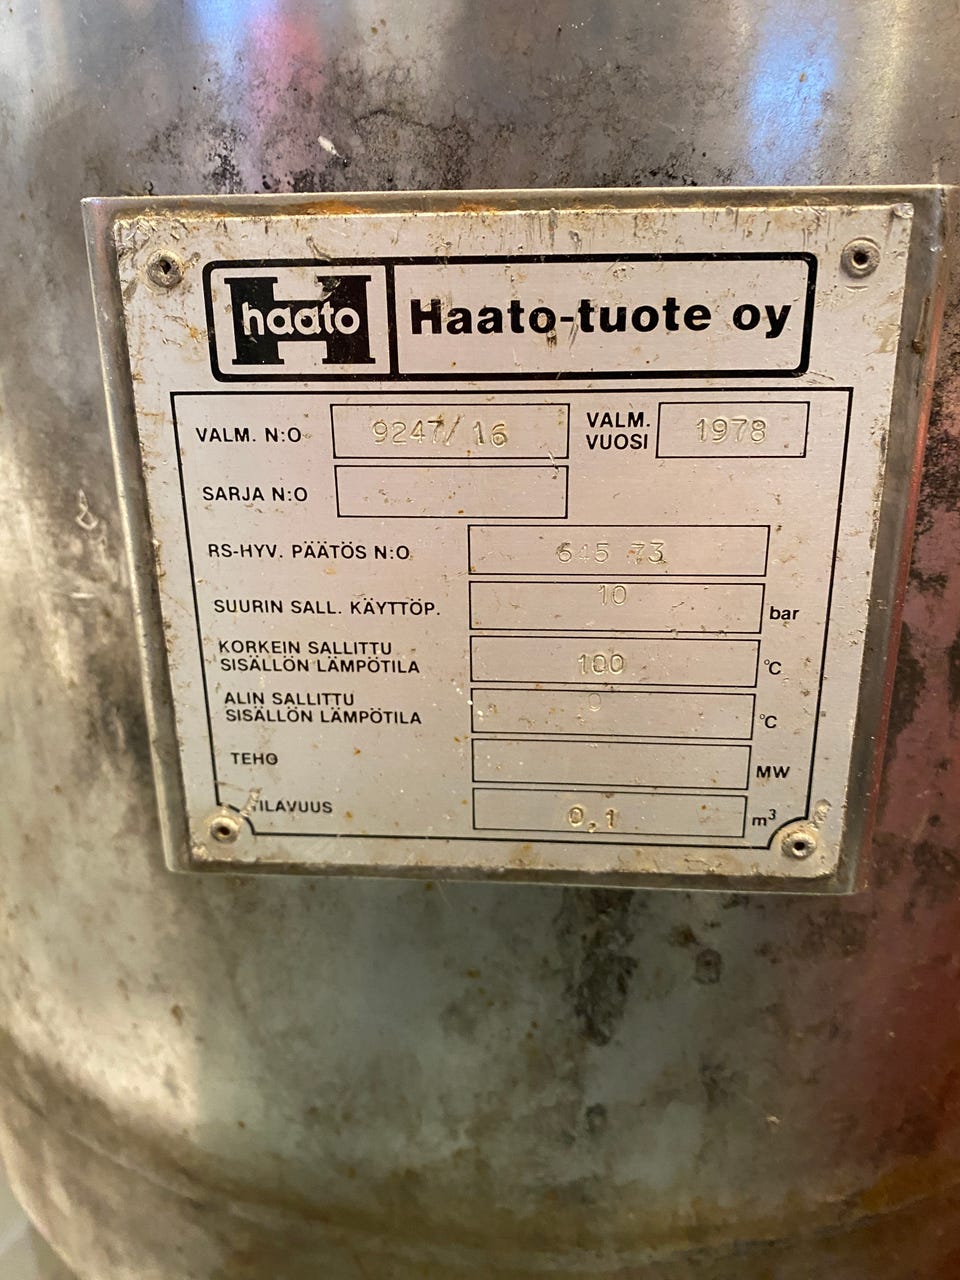 haato
Haato-tuote oy
VALM. N:O 9247/16 VALM. VUOSI 1978
SARJA N:O
RS-HYV. PÄÄTÖS N:O 645 73
SUURIN SALL. KÄYTTÖP. 10 bar
KORKEIN SALLITTU
SISÄLLÖN LÄMPÖTILA 100 °C
ALIN SALLITTU
SISÄLLÖN LÄMPÖTILA 0 °C
TEHO MW
TILAVUUS 0,1 m³